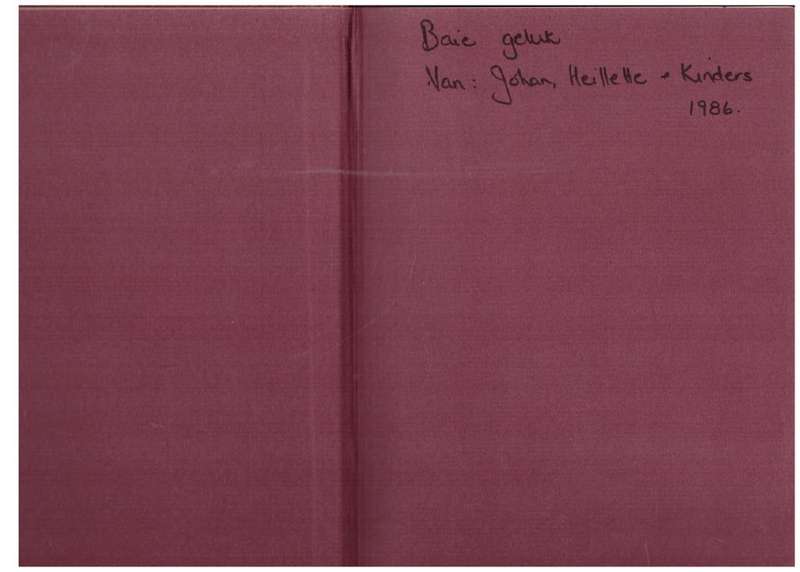 Baie geluk
Van: Johan, Heillette + Kinders
1986.